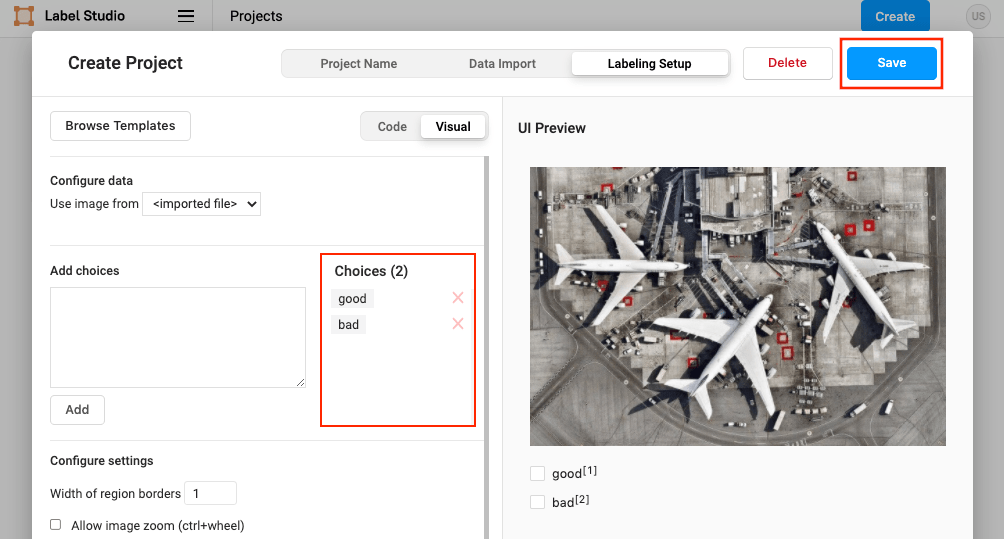 Label Studio
Projects
Create
US
Create Project
Project Name
Data Import
Labeling Setup
Delete
Save
Browse Templates
Code
Visual
Configure data
Use image from <imported file>
Add choices
Add
Choices (2)
good
bad
Configure settings
Width of region borders 1
Allow image zoom (ctrl+wheel)
UI Preview
good[1]
bad[2]